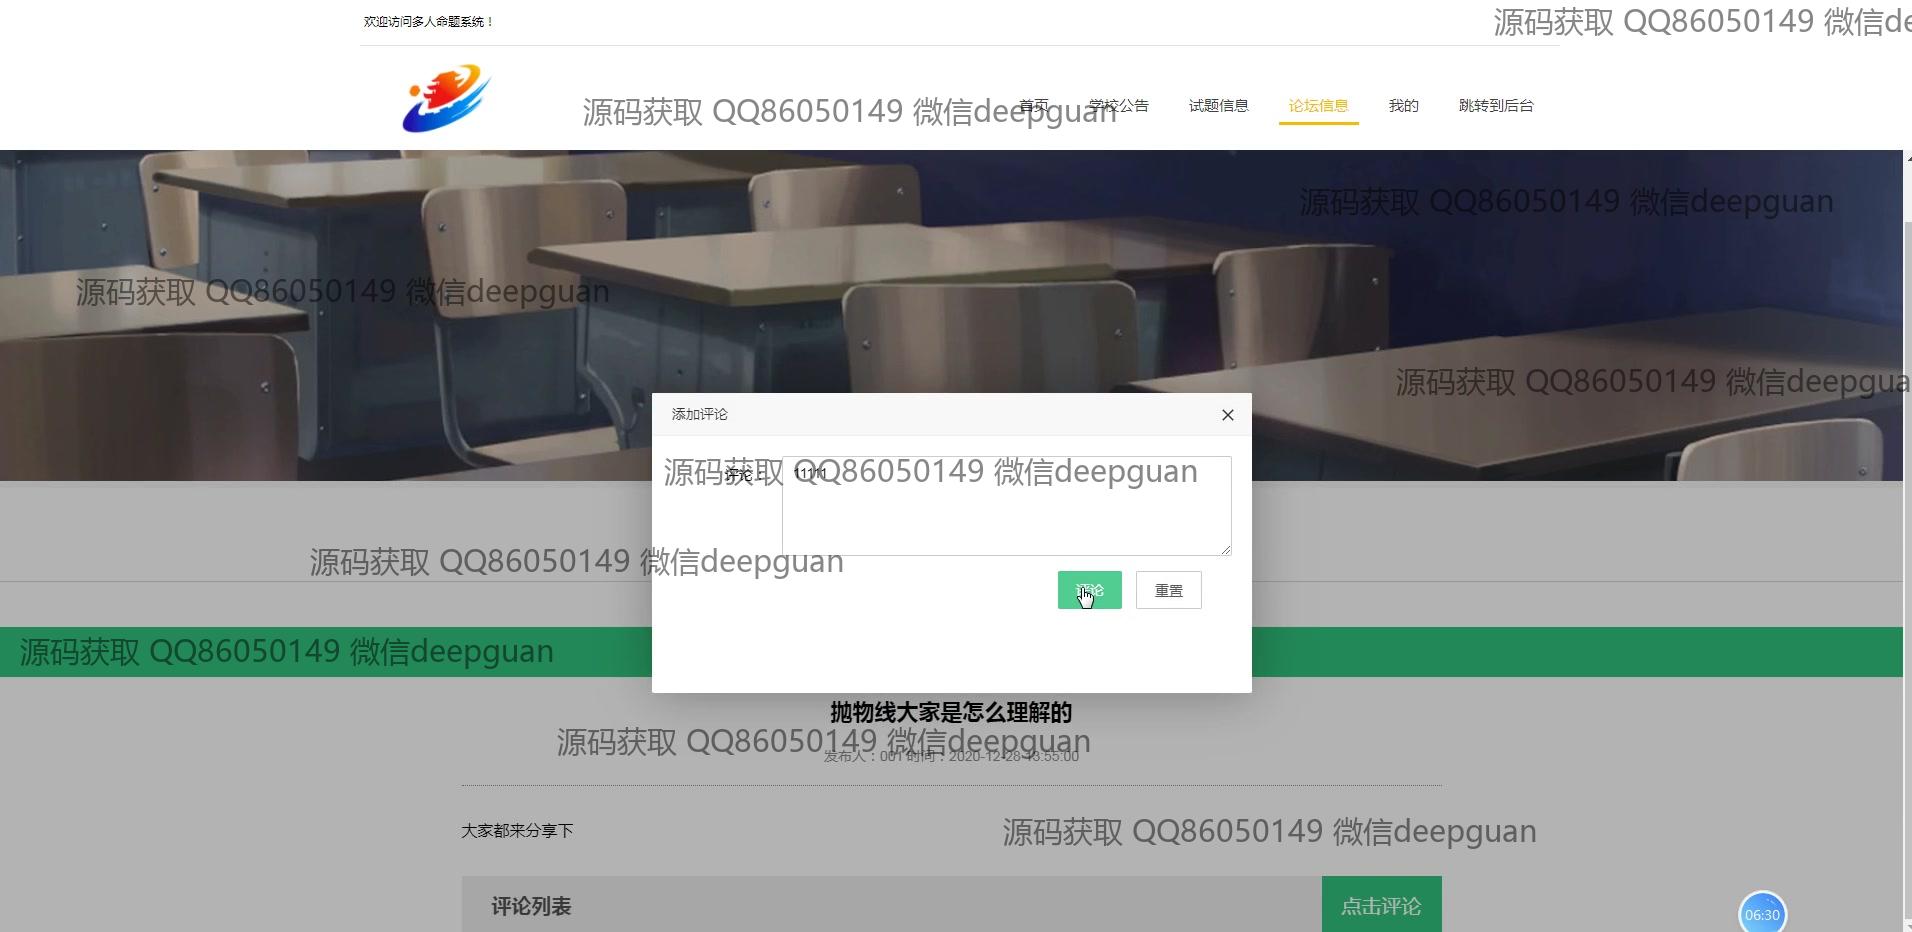 欢迎访问多人命题系统！
源码获取 QQ86050149 微信de
源码获取 QQ86050149 微信deepguan
首页 学校公告 试题信息 论坛信息 我的 跳转到后台
源码获取 QQ86050149 微信deepguan
源码获取 QQ86050149 微信deepguan
源码获取 QQ86050149 微信deepgua
添加评论
评论： 11111
源码获取 QQ86050149 微信deepguan
源码获取 QQ86050149 微信deepguan
评论 重置
源码获取 QQ86050149 微信deepguan
抛物线大家是怎么理解的
源码获取 QQ86050149 微信deepguan
发布人：001 时间：2020-12-28 13:55:00
大家都来分享下
源码获取 QQ86050149 微信deepguan
评论列表 点击评论
06:30